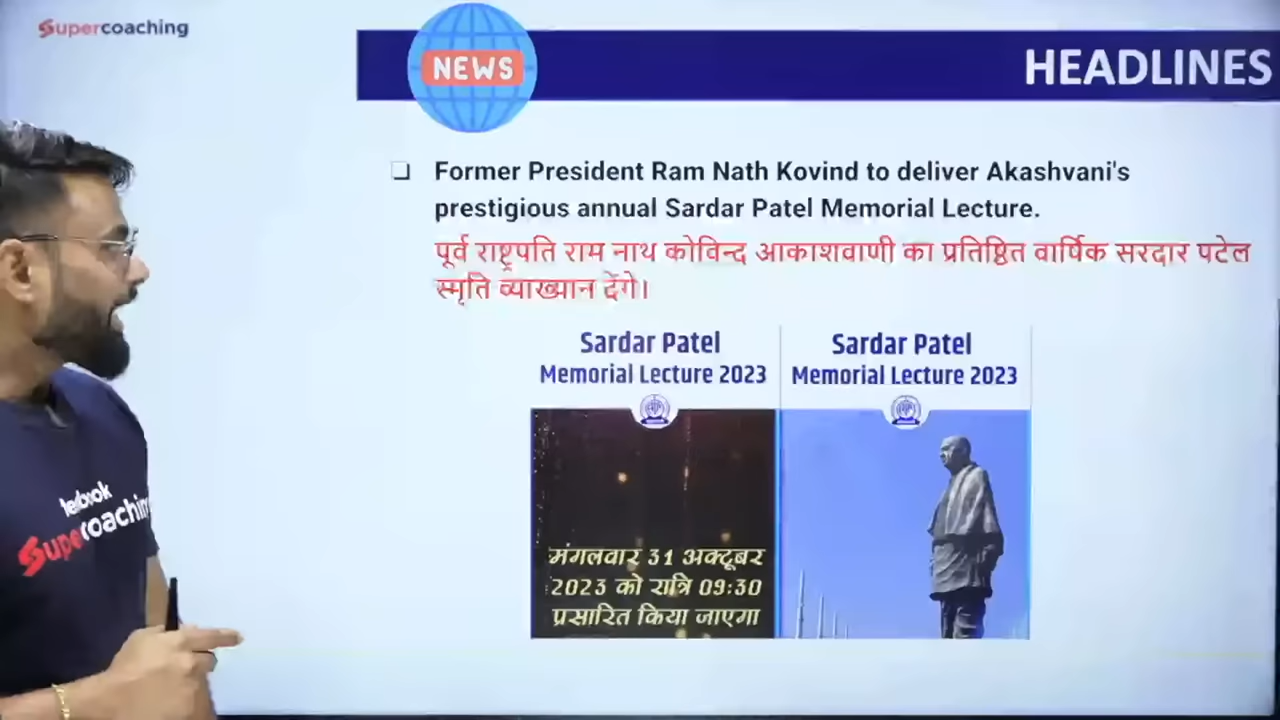 Supercoaching
NEWS
HEADLINES
Former President Ram Nath Kovind to deliver Akashvani's
prestigious annual Sardar Patel Memorial Lecture.
पूर्व राष्ट्रपति राम नाथ कोविन्द आकाशवाणी का प्रतिष्ठित वार्षिक सरदार पटेल
स्मृति व्याख्यान देंगे।
Sardar Patel
Memorial Lecture 2023
मंगलवार 31 अक्टूबर
2023 को रात्रि 09:30
प्रसारित किया जाएगा
Sardar Patel
Memorial Lecture 2023
testbook
Supercoaching